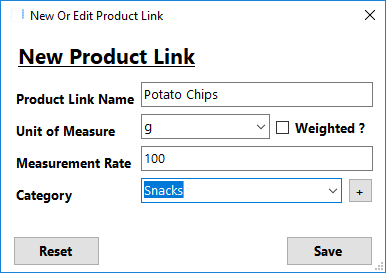 New Or Edit Product Link
New Product Link
Product Link Name Potato Chips
Unit of Measure g Weighted ?
Measurement Rate 100
Category Snacks +
Reset Save